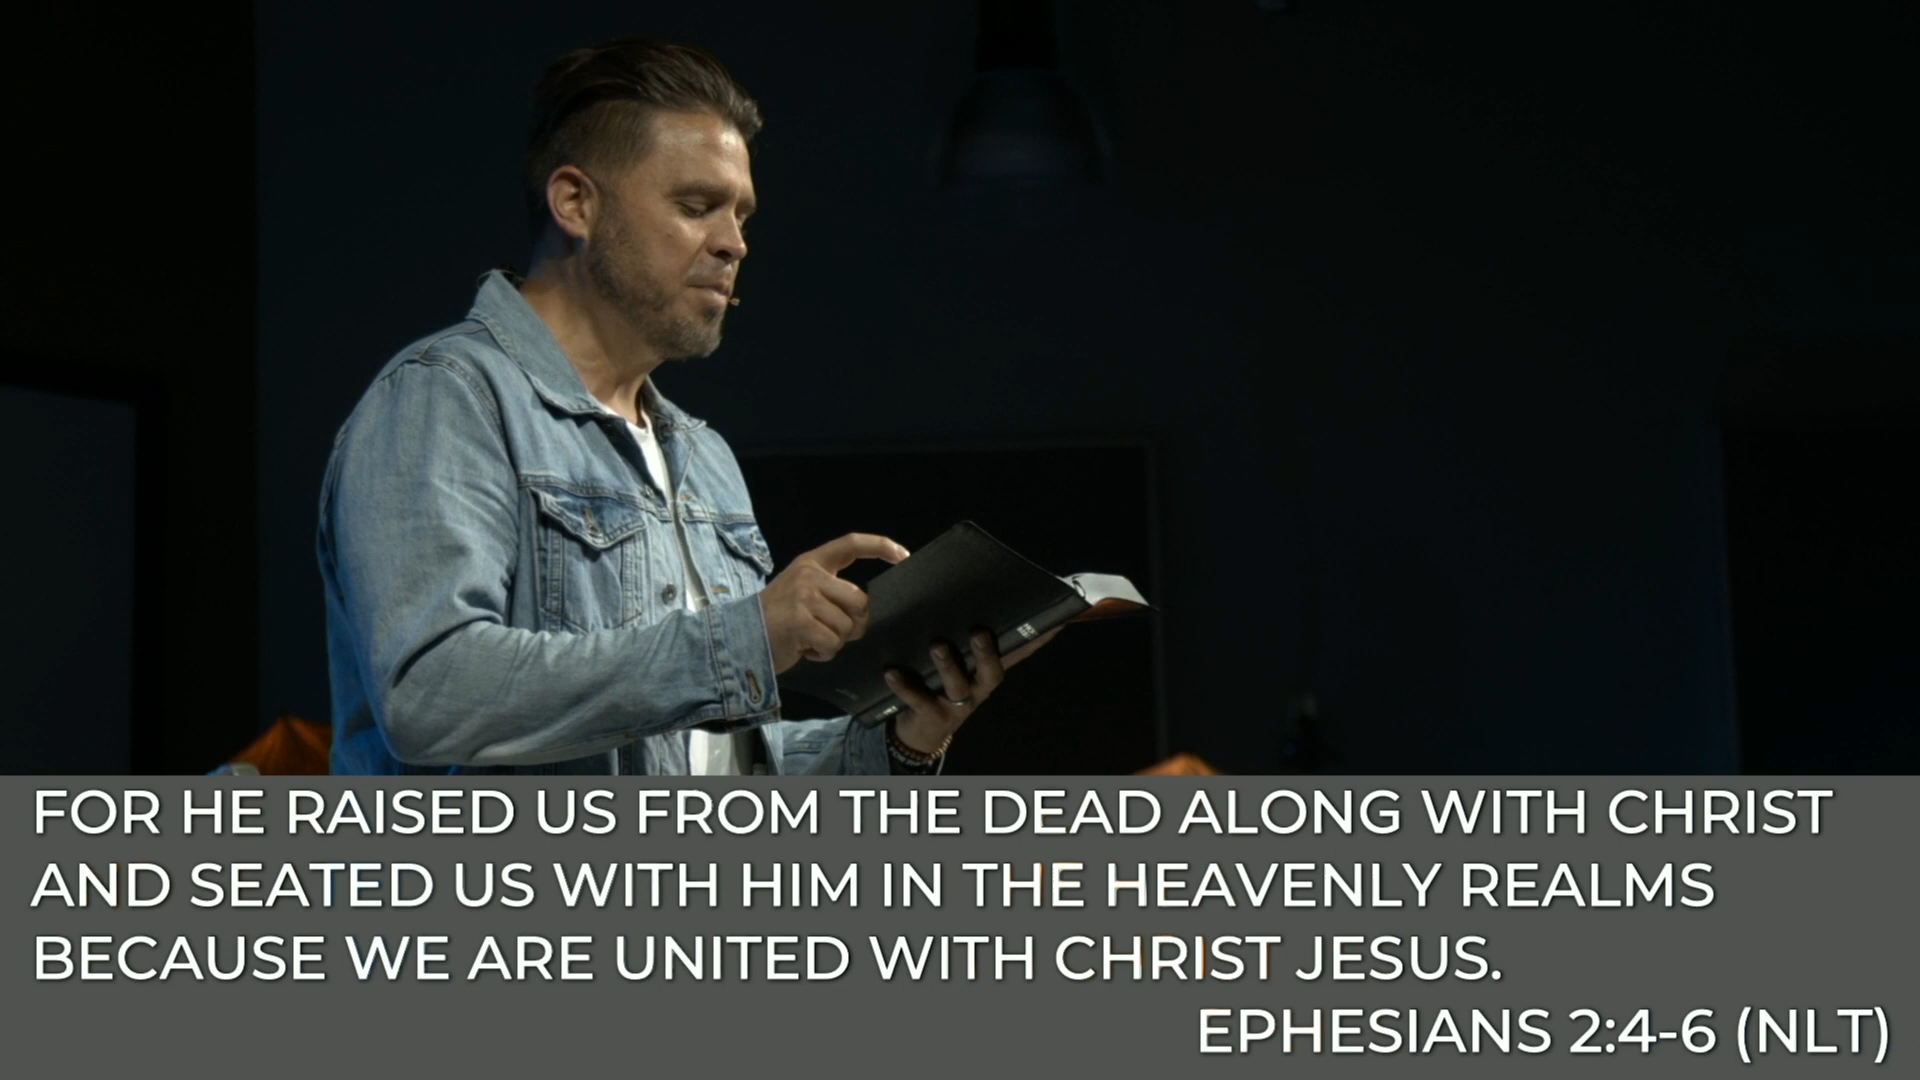 FOR HE RAISED US FROM THE DEAD ALONG WITH CHRIST
AND SEATED US WITH HIM IN THE HEAVENLY REALMS
BECAUSE WE ARE UNITED WITH CHRIST JESUS.
EPHESIANS 2:4-6 (NLT)